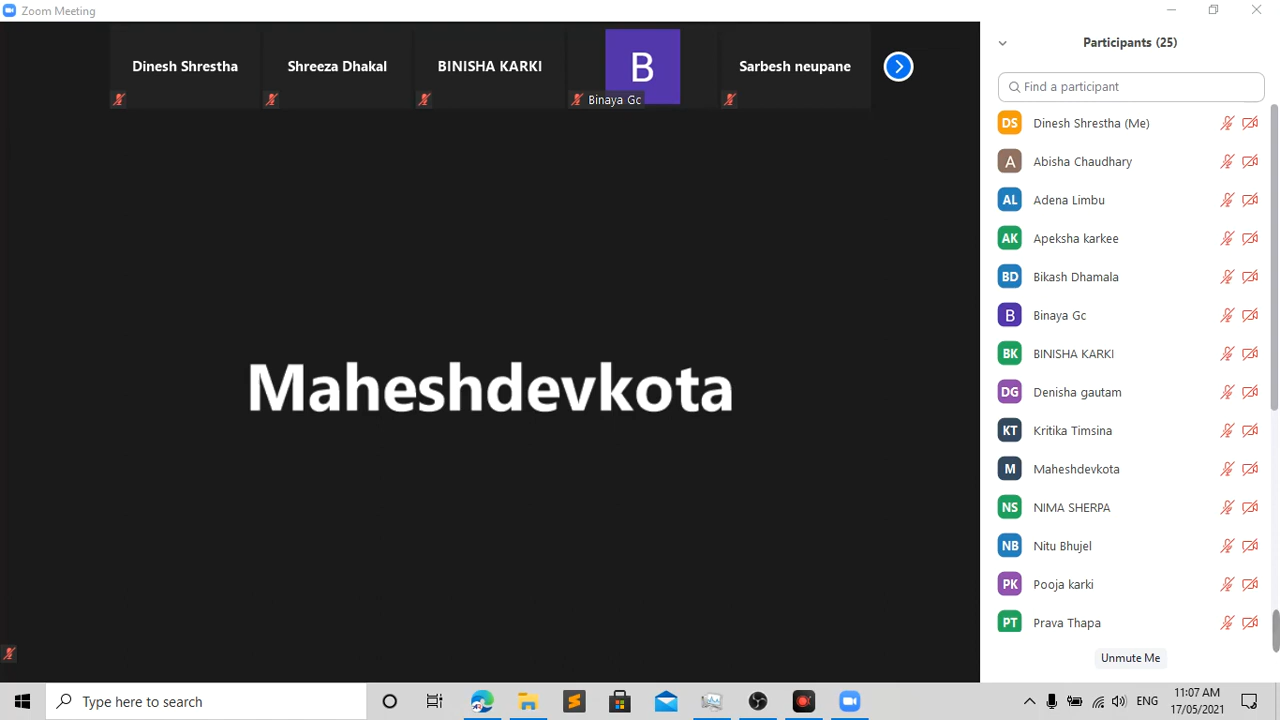 Zoom Meeting
Dinesh Shrestha
Shreeza Dhakal
BINISHA KARKI
B
Binaya Gc
Sarbesh neupane
Maheshdevkota
Participants (25)
Find a participant
DS Dinesh Shrestha (Me)
A Abisha Chaudhary
AL Adena Limbu
AK Apeksha karkee
BD Bikash Dhamala
B Binaya Gc
BK BINISHA KARKI
DG Denisha gautam
KT Kritika Timsina
M Maheshdevkota
NS NIMA SHERPA
NB Nitu Bhujel
PK Pooja karki
PT Prava Thapa
Unmute Me
Type here to search
ENG
11:07 AM
17/05/2021